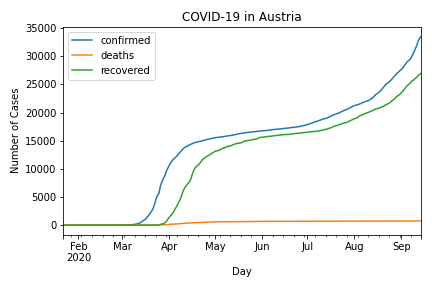 COVID-19 in Austria
35000
30000
25000
20000
15000
10000
5000
0
Number of Cases
confirmed
deaths
recovered
Feb Mar Apr May Jun Jul Aug Sep
2020
Day